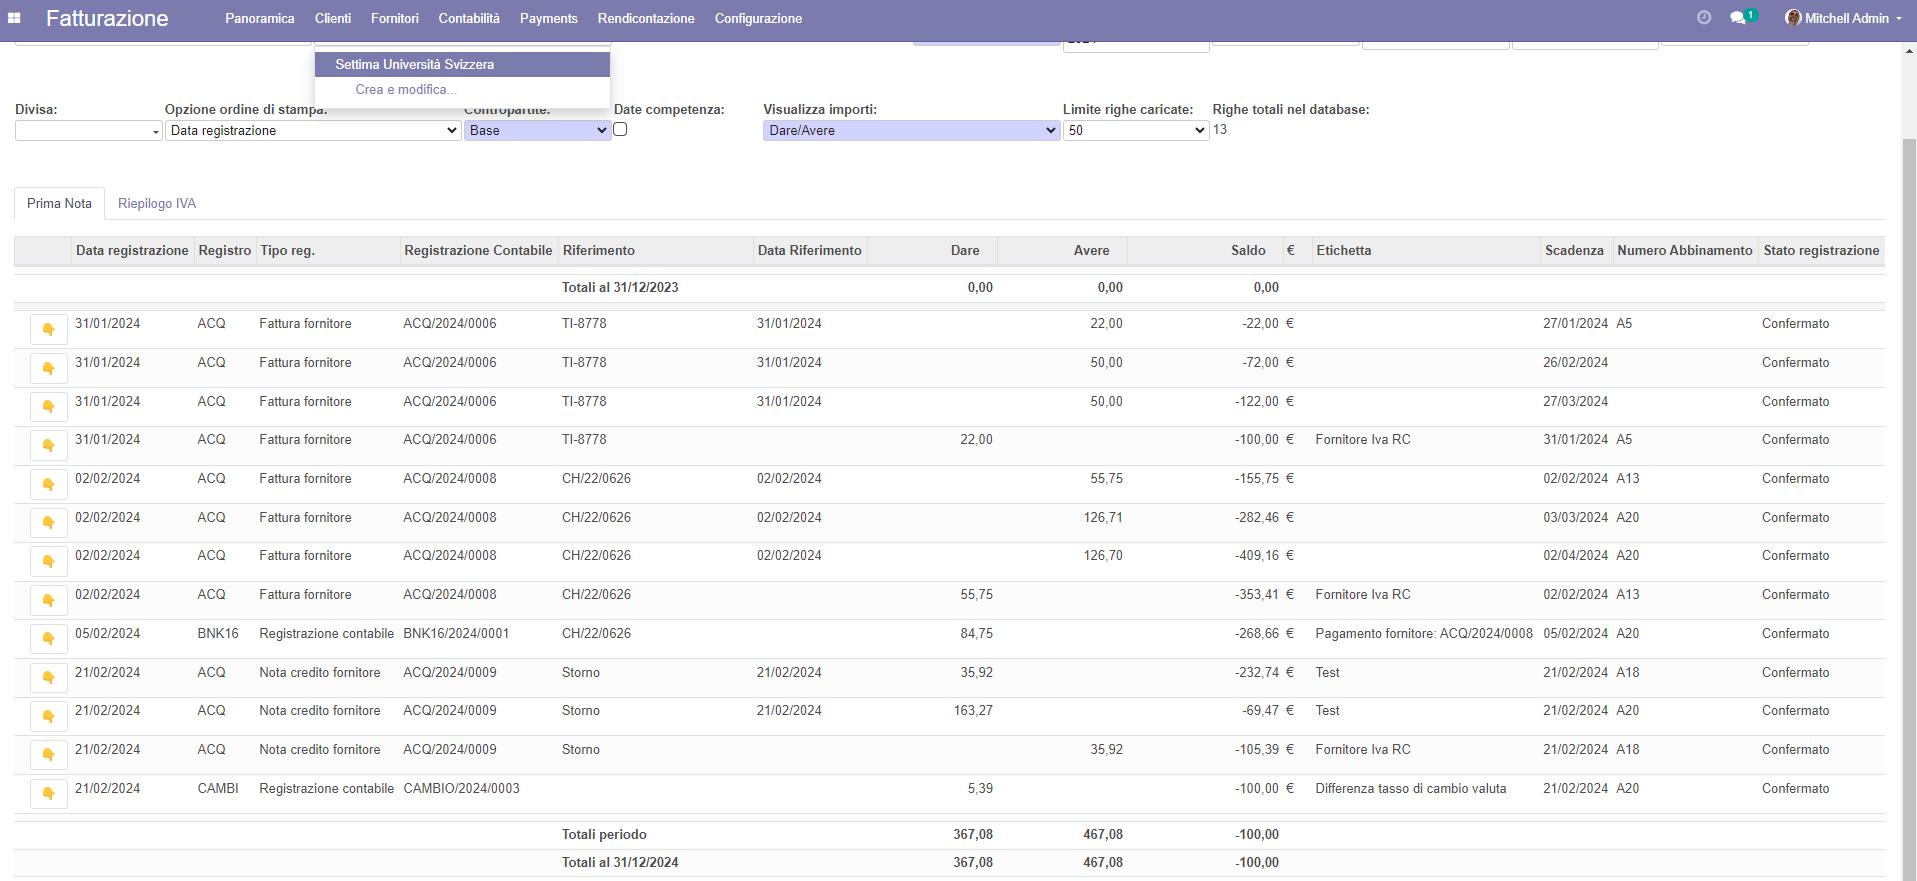 Fatturazione Panoramica Clienti Fornitori Contabilità Payments Rendicontazione Configurazione 1 Mitchell Admin
Settima Università Svizzera
Crea e modifica...
Divisa: Opzione ordine di stampa: Contropartite: Date competenza: Visualizza importi: Limite righe caricate: Righe totali nel database:
Data registrazione Base Dare/Avere 50 13
Prima Nota Riepilogo IVA
Data registrazione Registro Tipo reg. Registrazione Contabile Riferimento Data Riferimento Dare Avere Saldo € Etichetta Scadenza Numero Abbinamento Stato registrazione
Totali al 31/12/2023 0,00 0,00 0,00
31/01/2024 ACQ Fattura fornitore ACQ/2024/0006 TI-8778 31/01/2024 22,00 -22,00 € 27/01/2024 A5 Confermato
31/01/2024 ACQ Fattura fornitore ACQ/2024/0006 TI-8778 31/01/2024 50,00 -72,00 € 26/02/2024 Confermato
31/01/2024 ACQ Fattura fornitore ACQ/2024/0006 TI-8778 31/01/2024 50,00 -122,00 € 27/03/2024 Confermato
31/01/2024 ACQ Fattura fornitore ACQ/2024/0006 TI-8778 22,00 -100,00 € Fornitore Iva RC 31/01/2024 A5 Confermato
02/02/2024 ACQ Fattura fornitore ACQ/2024/0008 CH/22/0626 02/02/2024 55,75 -155,75 € 02/02/2024 A13 Confermato
02/02/2024 ACQ Fattura fornitore ACQ/2024/0008 CH/22/0626 02/02/2024 126,71 -282,46 € 03/03/2024 A20 Confermato
02/02/2024 ACQ Fattura fornitore ACQ/2024/0008 CH/22/0626 02/02/2024 126,70 -409,16 € 02/04/2024 A20 Confermato
02/02/2024 ACQ Fattura fornitore ACQ/2024/0008 CH/22/0626 55,75 -353,41 € Fornitore Iva RC 02/02/2024 A13 Confermato
05/02/2024 BNK16 Registrazione contabile BNK16/2024/0001 CH/22/0626 84,75 -268,66 € Pagamento fornitore: ACQ/2024/0008 05/02/2024 A20 Confermato
21/02/2024 ACQ Nota credito fornitore ACQ/2024/0009 Storno 21/02/2024 35,92 -232,74 € Test 21/02/2024 A18 Confermato
21/02/2024 ACQ Nota credito fornitore ACQ/2024/0009 Storno 21/02/2024 163,27 -69,47 € Test 21/02/2024 A20 Confermato
21/02/2024 ACQ Nota credito fornitore ACQ/2024/0009 Storno 35,92 -105,39 € Fornitore Iva RC 21/02/2024 A18 Confermato
21/02/2024 CAMBI Registrazione contabile CAMBIO/2024/0003 5,39 -100,00 € Differenza tasso di cambio valuta 21/02/2024 A20 Confermato
Totali periodo 367,08 467,08 -100,00
Totali al 31/12/2024 367,08 467,08 -100,00